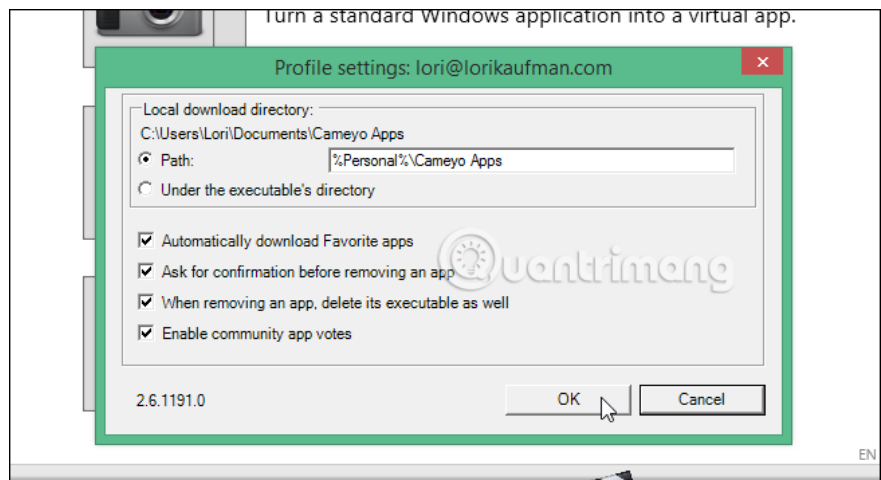 Turn a standard Windows application into a virtual app.
Profile settings: lori@lorikaufman.com
Local download directory:
C:\Users\Lori\Documents\Cameyo Apps
Path: %Personal%\Cameyo Apps
Under the executable's directory
Automatically download Favorite apps
Ask for confirmation before removing an app
When removing an app, delete its executable as well
Enable community app votes
Quantrimang
2.6.1191.0
OK
Cancel
EN